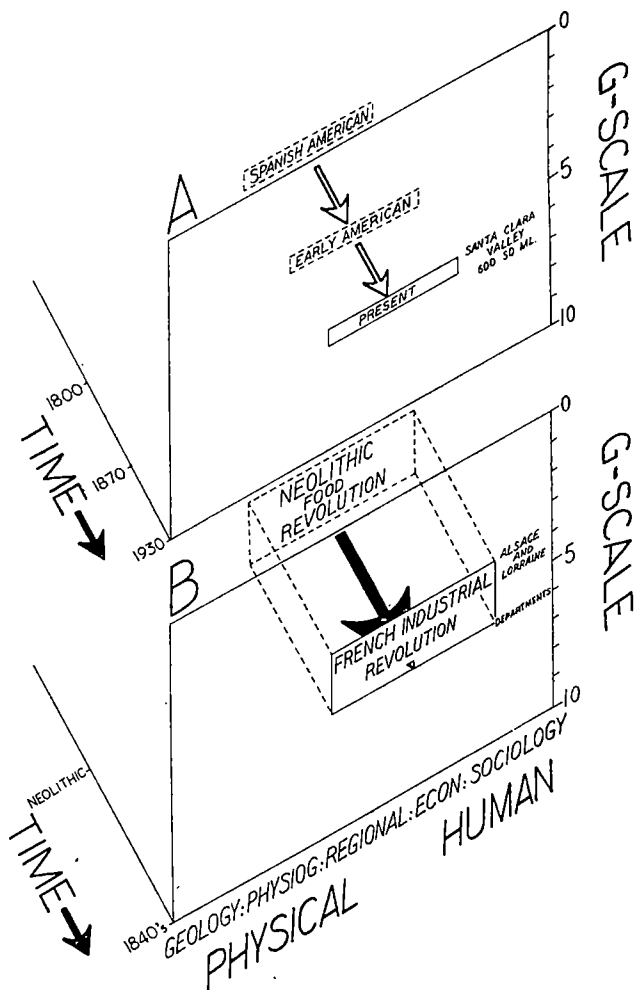 0
G-SCALE
SPANISH AMERICAN
A
5
EARLY AMERICAN
SANTA CLARA
VALLEY
600 SQ MI.
PRESENT
10
1800
TIME
1870
1930
0
G-SCALE
NEOLITHIC
FOOD
REVOLUTION
B
ALSACE
AND
LORRAINE
5
FRENCH INDUSTRIAL
REVOLUTION
DEPARTMENTS
10
NEOLITHIC
TIME
1840's
GEOLOGY:PHYSIOG:REGIONAL:ECON:SOCIOLOGY
PHYSICAL
HUMAN